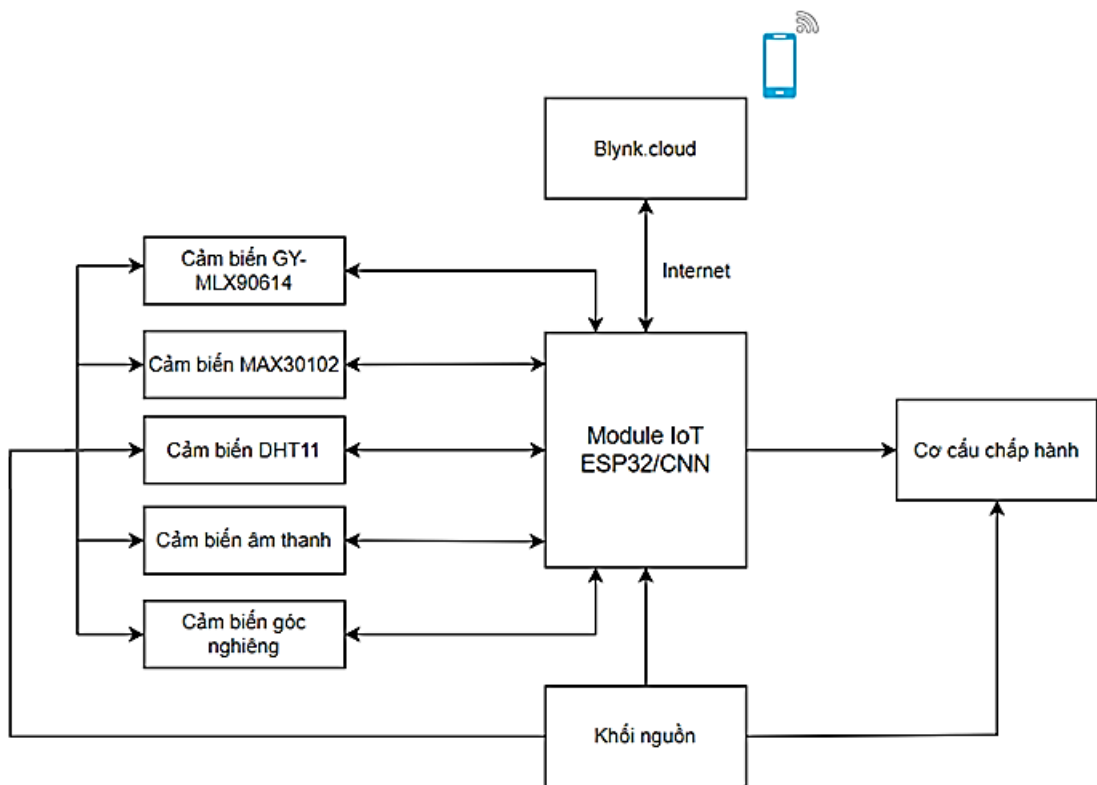 Blynk.cloud
Internet
Cảm biến GY-
MLX90614
Cảm biến MAX30102
Cảm biến DHT11
Cảm biến âm thanh
Cảm biến góc
nghiêng
Module IoT
ESP32/CNN
Cơ cấu chấp hành
Khối nguồn